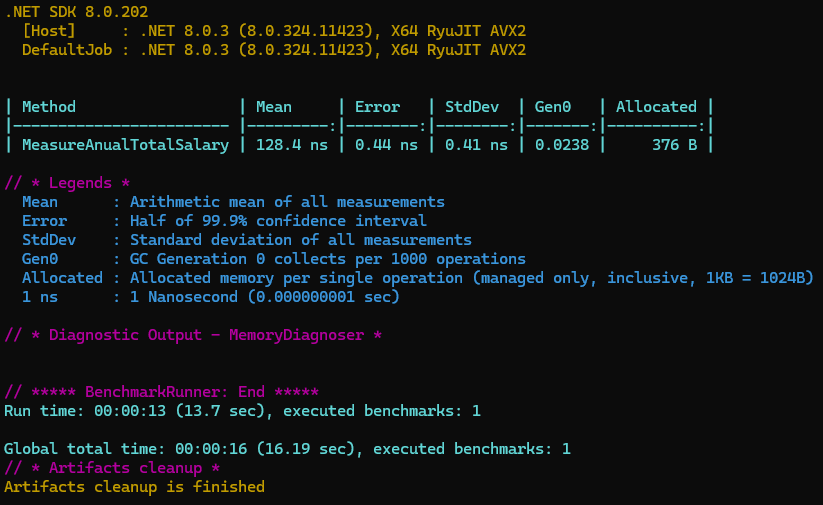 .NET SDK 8.0.202
  [Host]     : .NET 8.0.3 (8.0.324.11423), X64 RyuJIT AVX2
  DefaultJob : .NET 8.0.3 (8.0.324.11423), X64 RyuJIT AVX2
| Method                  | Mean     | Error   | StdDev  | Gen0   | Allocated |
|------------------------ |---------:|--------:|--------:|-------:|----------:|
| MeasureAnualTotalSalary | 128.4 ns | 0.44 ns | 0.41 ns | 0.0238 |     376 B |
// * Legends *
  Mean      : Arithmetic mean of all measurements
  Error     : Half of 99.9% confidence interval
  StdDev    : Standard deviation of all measurements
  Gen0      : GC Generation 0 collects per 1000 operations
  Allocated : Allocated memory per single operation (managed only, inclusive, 1KB = 1024B)
  1 ns      : 1 Nanosecond (0.000000001 sec)
// * Diagnostic Output - MemoryDiagnoser *
// ***** BenchmarkRunner: End *****
Run time: 00:00:13 (13.7 sec), executed benchmarks: 1
Global total time: 00:00:16 (16.19 sec), executed benchmarks: 1
// * Artifacts cleanup *
Artifacts cleanup is finished